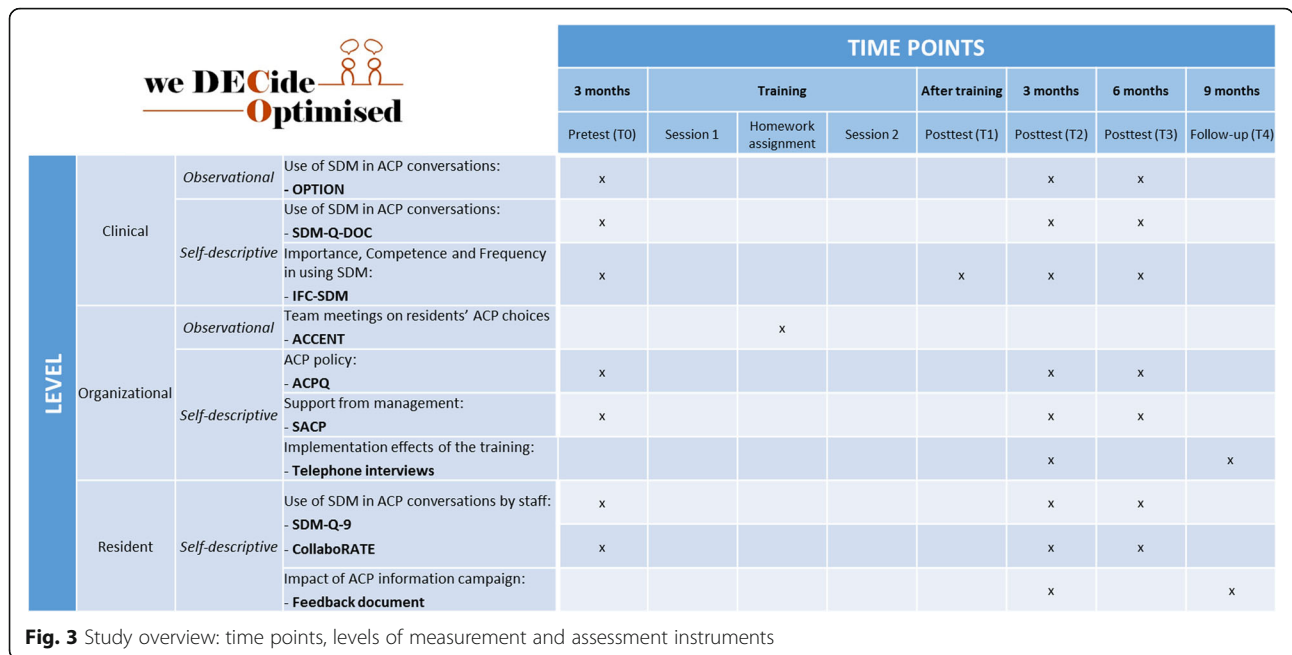 we DECide
Optimised
TIME POINTS
3 months Training After training 3 months 6 months 9 months
Pretest (T0) Session 1 Homework assignment Session 2 Posttest (T1) Posttest (T2) Posttest (T3) Follow-up (T4)
LEVEL
Clinical
Observational
Use of SDM in ACP conversations:
- OPTION
x x x
Self-descriptive
Use of SDM in ACP conversations:
- SDM-Q-DOC
x x x
Importance, Competence and Frequency
in using SDM:
- IFC-SDM
x x x x
Organizational
Observational
Team meetings on residents' ACP choices
- ACCENT
x
Self-descriptive
ACP policy:
- ACPQ
x x x
Support from management:
- SACP
x x x
Implementation effects of the training:
- Telephone interviews
x x
Resident
Self-descriptive
Use of SDM in ACP conversations by staff:
- SDM-Q-9
x x x
- CollaboRATE
x x x
Impact of ACP information campaign:
- Feedback document
x x
Fig. 3 Study overview: time points, levels of measurement and assessment instruments